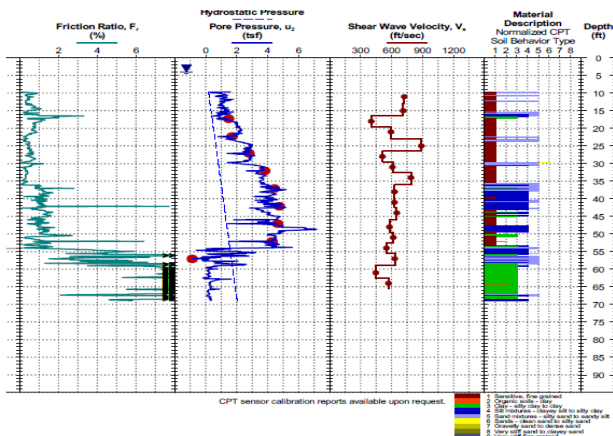 Friction Ratio, Fr
(%)
2 4 6
Hydrostatic Pressure
Pore Pressure, u2
(tsf)
0 2 4 6
Shear Wave Velocity, Vs
(ft/sec)
300 600 900 1200
Material
Description
Normalized CPT
Soil Behavior Type
1 2 3 4 5 6 7 8
Depth
(ft)
0
5
10
15
20
25
30
35
40
45
50
55
60
65
70
75
80
85
90
CPT sensor calibration reports available upon request.
1 Sensitive, fine grained
2 Organic soils - clay
3 Clay - silty clay to clay
4 Silt mixtures - clayey silt to silty clay
5 Sand mixtures - silty sand to sandy silt
6 Sands - clean sand to silty sand
7 Gravelly sand to dense sand
8 Very stiff sand to clayey sand